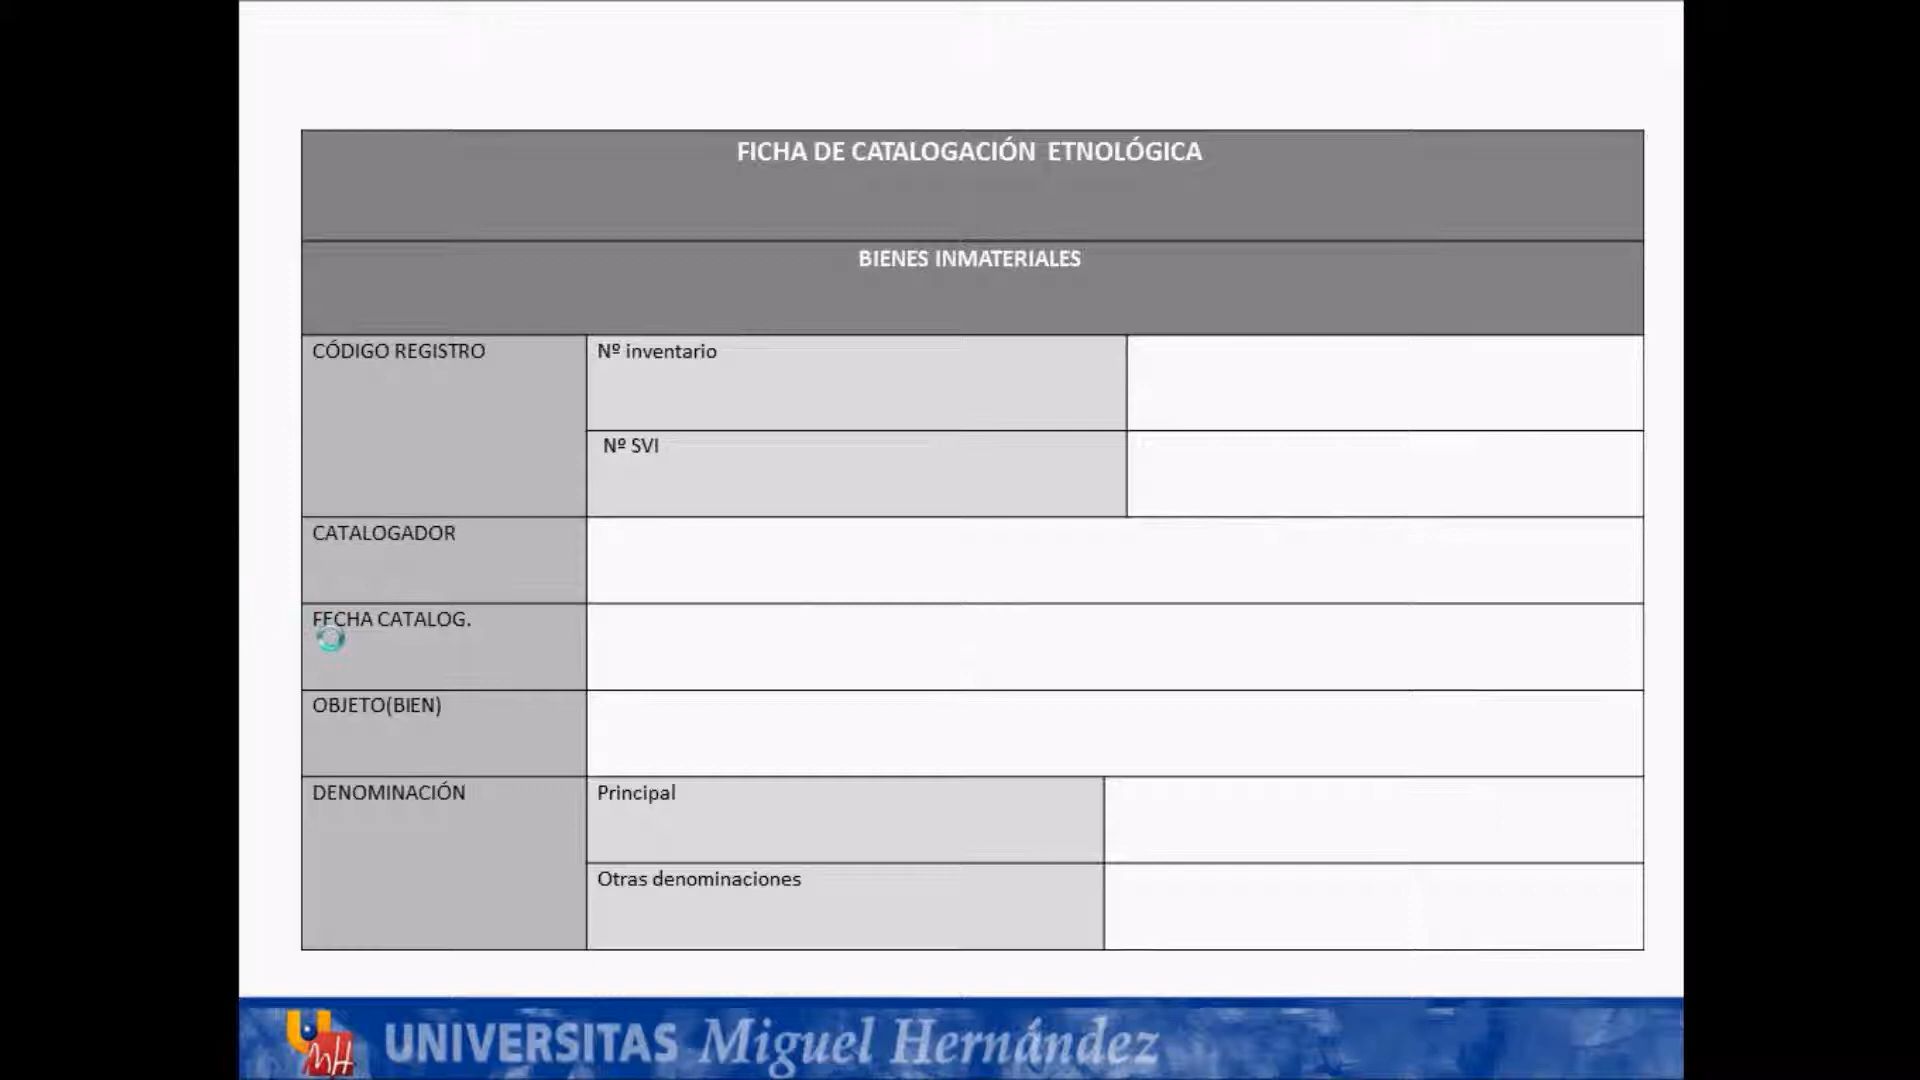 FICHA DE CATALOGACIÓN ETNOLÓGICA
BIENES INMATERIALES
CÓDIGO REGISTRO
Nº inventario
Nº SVI
CATALOGADOR
FECHA CATALOG.
OBJETO(BIEN)
DENOMINACIÓN
Principal
Otras denominaciones
UNIVERSITAS Miguel Hernández